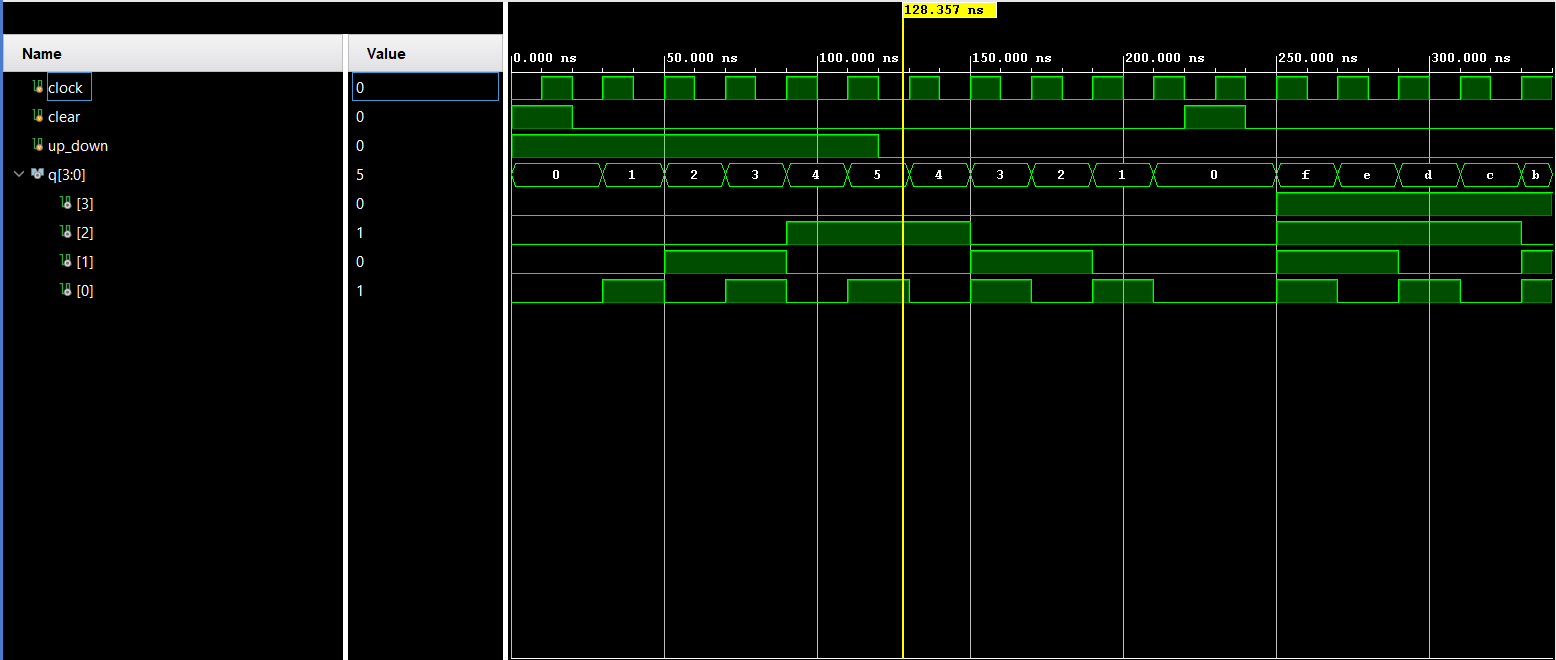 128.357 ns
Name Value
0.000 ns 50.000 ns 100.000 ns 150.000 ns 200.000 ns 250.000 ns 300.000 ns
clock 0
clear 0
up_down 0
q[3:0] 5 0 1 2 3 4 5 4 3 2 1 0 f e d c b
[3] 0
[2] 1
[1] 0
[0] 1